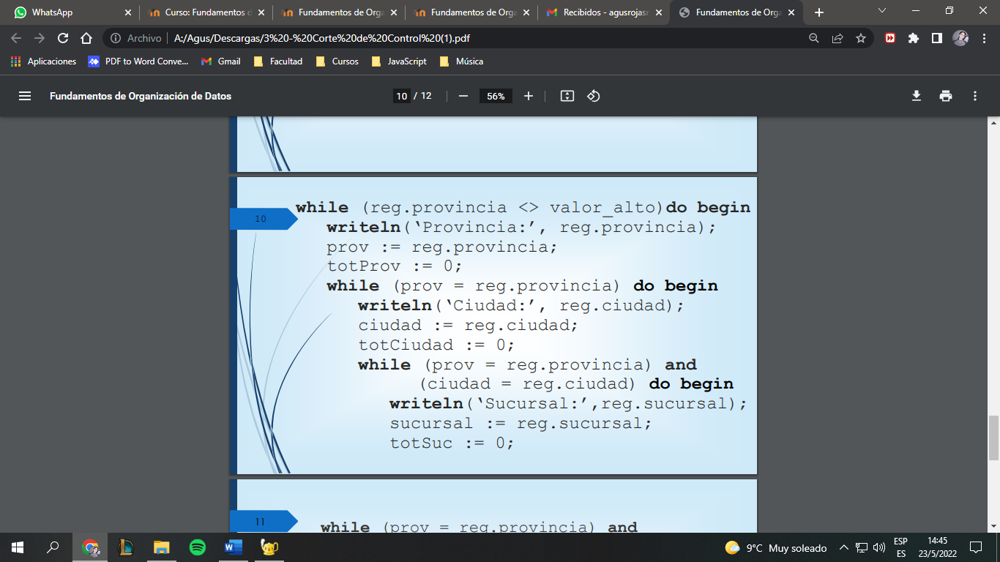 WhatsApp
Curso: Fundamentos d
Fundamentos de Orga
Fundamentos de Orga
Recibidos - agusrojasr
Fundamentos de Orga
Archivo
A:/Agus/Descargas/3%20-%20Corte%20de%20Control%20(1).pdf
Aplicaciones
PDF to Word Conve...
Gmail
Facultad
Cursos
JavaScript
Música
Fundamentos de Organización de Datos
10 / 12
56%
10
while (reg.provincia <> valor_alto)do begin
writeln(‘Provincia:’, reg.provincia);
prov := reg.provincia;
totProv := 0;
while (prov = reg.provincia) do begin
writeln(‘Ciudad:’, reg.ciudad);
ciudad := reg.ciudad;
totCiudad := 0;
while (prov = reg.provincia) and
(ciudad = reg.ciudad) do begin
writeln(‘Sucursal:’,reg.sucursal);
sucursal := reg.sucursal;
totSuc := 0;
11
while (prov = reg.provincia) and
9°C Muy soleado
ESP
ES
14:45
23/5/2022